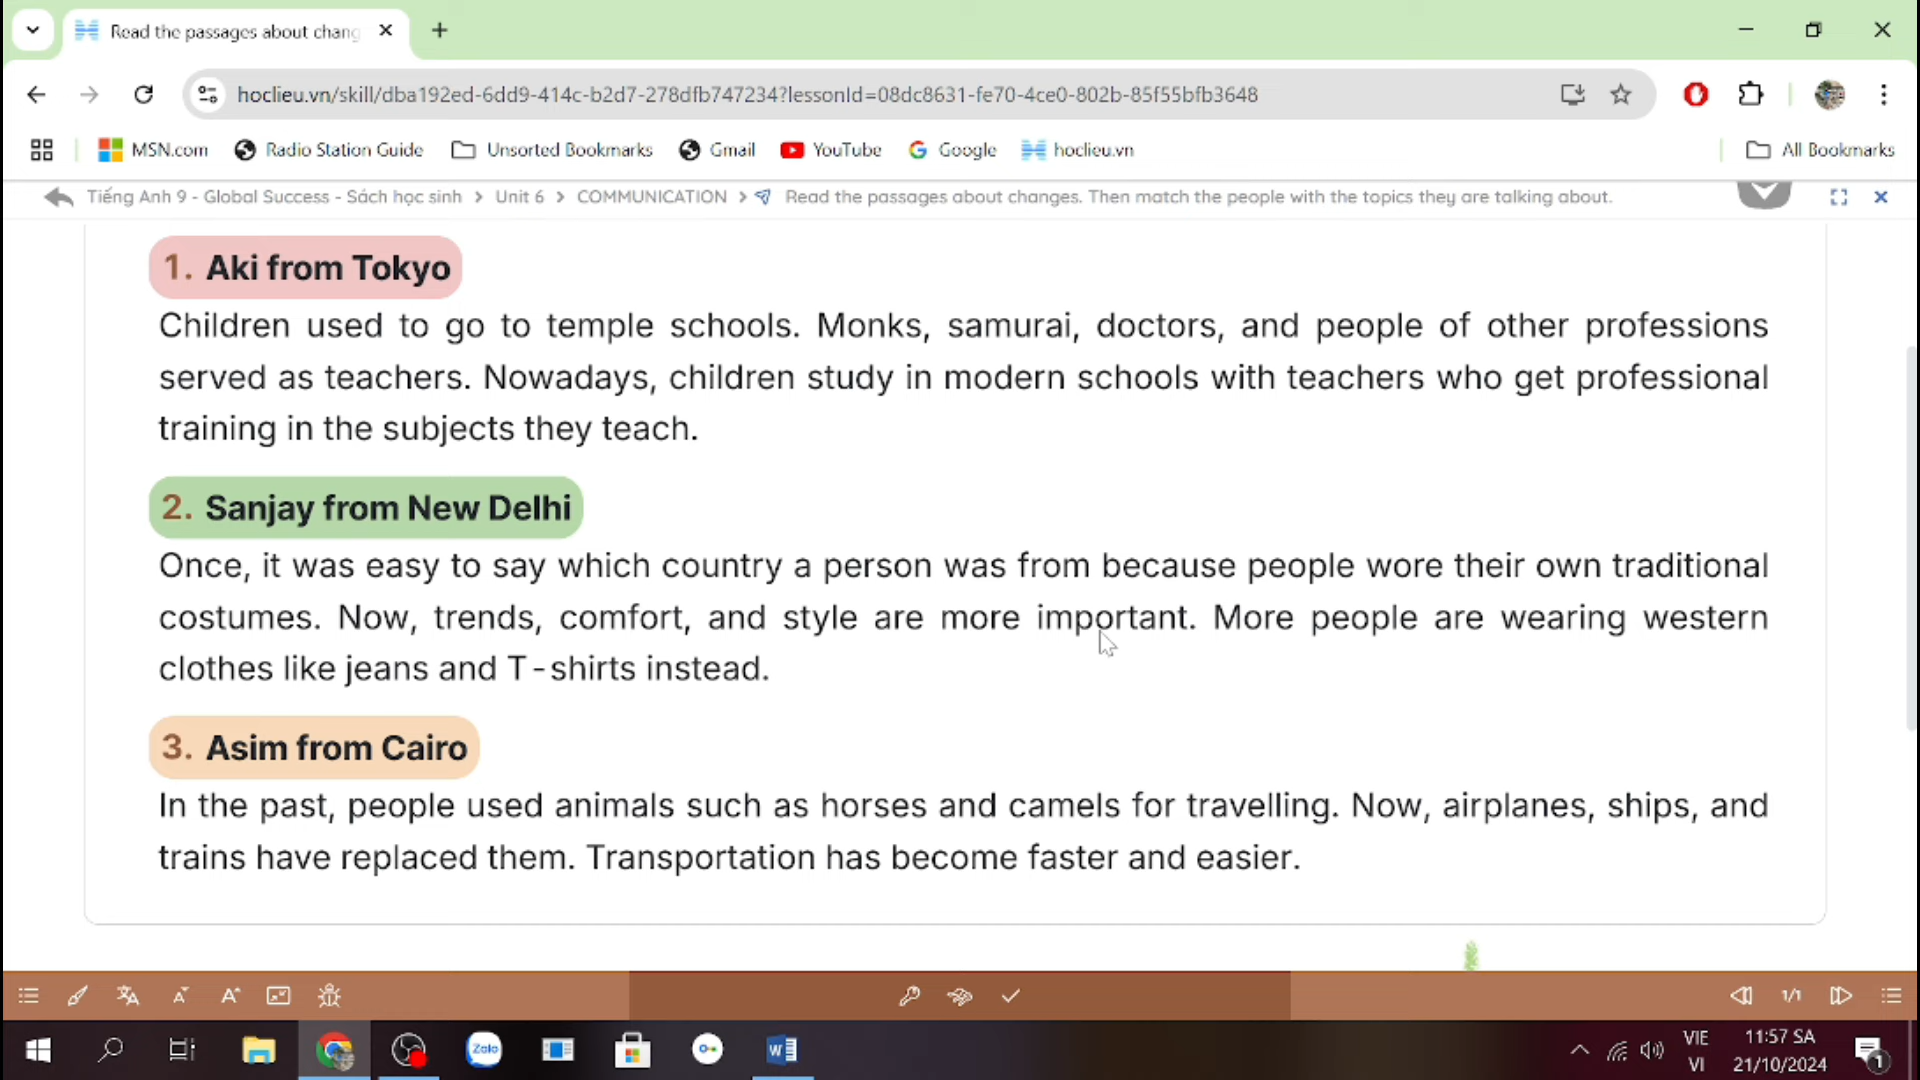 Read the passages about chang
hoclieu.vn/skill/dba192ed-6dd9-414c-b2d7-278dfb747234?lessonId=08dc8631-fe70-4ce0-802b-85f55bfb3648
MSN.com Radio Station Guide Unsorted Bookmarks Gmail YouTube Google hoclieu.vn All Bookmarks
Tiếng Anh 9 - Global Success - Sách học sinh > Unit 6 > COMMUNICATION > Read the passages about changes. Then match the people with the topics they are talking about.
1. Aki from Tokyo
Children used to go to temple schools. Monks, samurai, doctors, and people of other professions
served as teachers. Nowadays, children study in modern schools with teachers who get professional
training in the subjects they teach.
2. Sanjay from New Delhi
Once, it was easy to say which country a person was from because people wore their own traditional
costumes. Now, trends, comfort, and style are more important. More people are wearing western
clothes like jeans and T-shirts instead.
3. Asim from Cairo
In the past, people used animals such as horses and camels for travelling. Now, airplanes, ships, and
trains have replaced them. Transportation has become faster and easier.
1/1
Zalo
VIE 11:57 SA
VI 21/10/2024 1